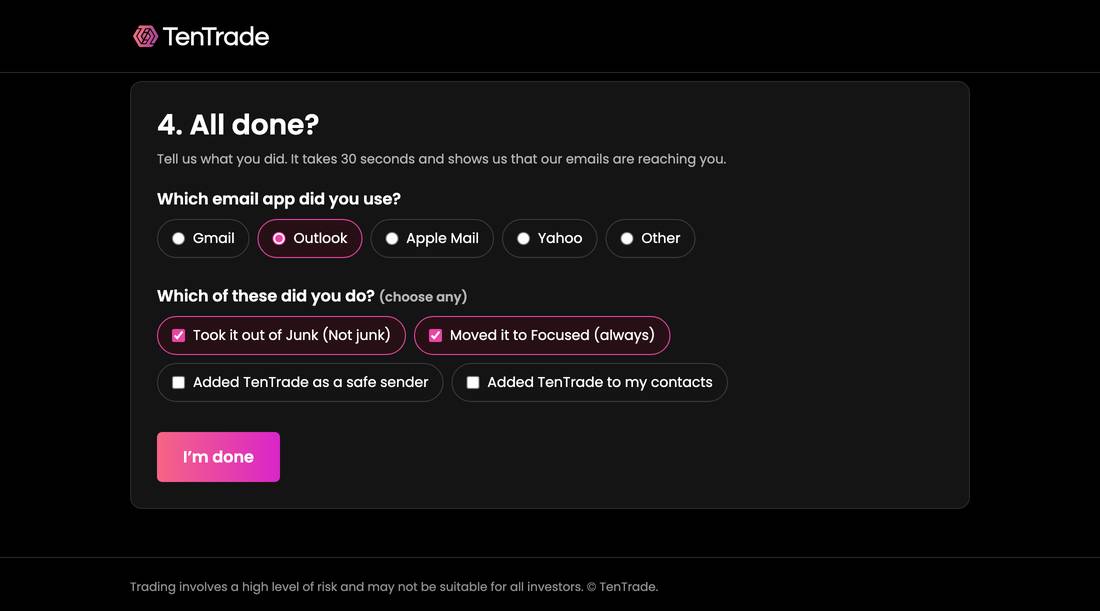 TenTrade
4. All done?
Tell us what you did. It takes 30 seconds and shows us that our emails are reaching you.
Which email app did you use?
Gmail Outlook Apple Mail Yahoo Other
Which of these did you do? (choose any)
Took it out of Junk (Not junk) Moved it to Focused (always)
Added TenTrade as a safe sender Added TenTrade to my contacts
I’m done
Trading involves a high level of risk and may not be suitable for all investors. © TenTrade.